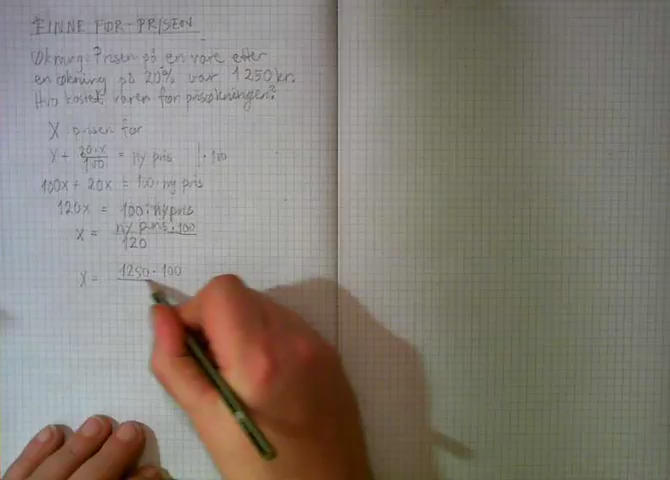 FINNE FØR-PRISEN
Økning: Prisen på en vare etter
en økning på 20% var 1250 kr.
Hva kostet varen før prisøkningen?
X prisen før
X + 20·x/100 = ny pris |·100
100x + 20x = 100·ny pris
120x = 100·ny pris
x = ny pris·100/120
x = 1250·100